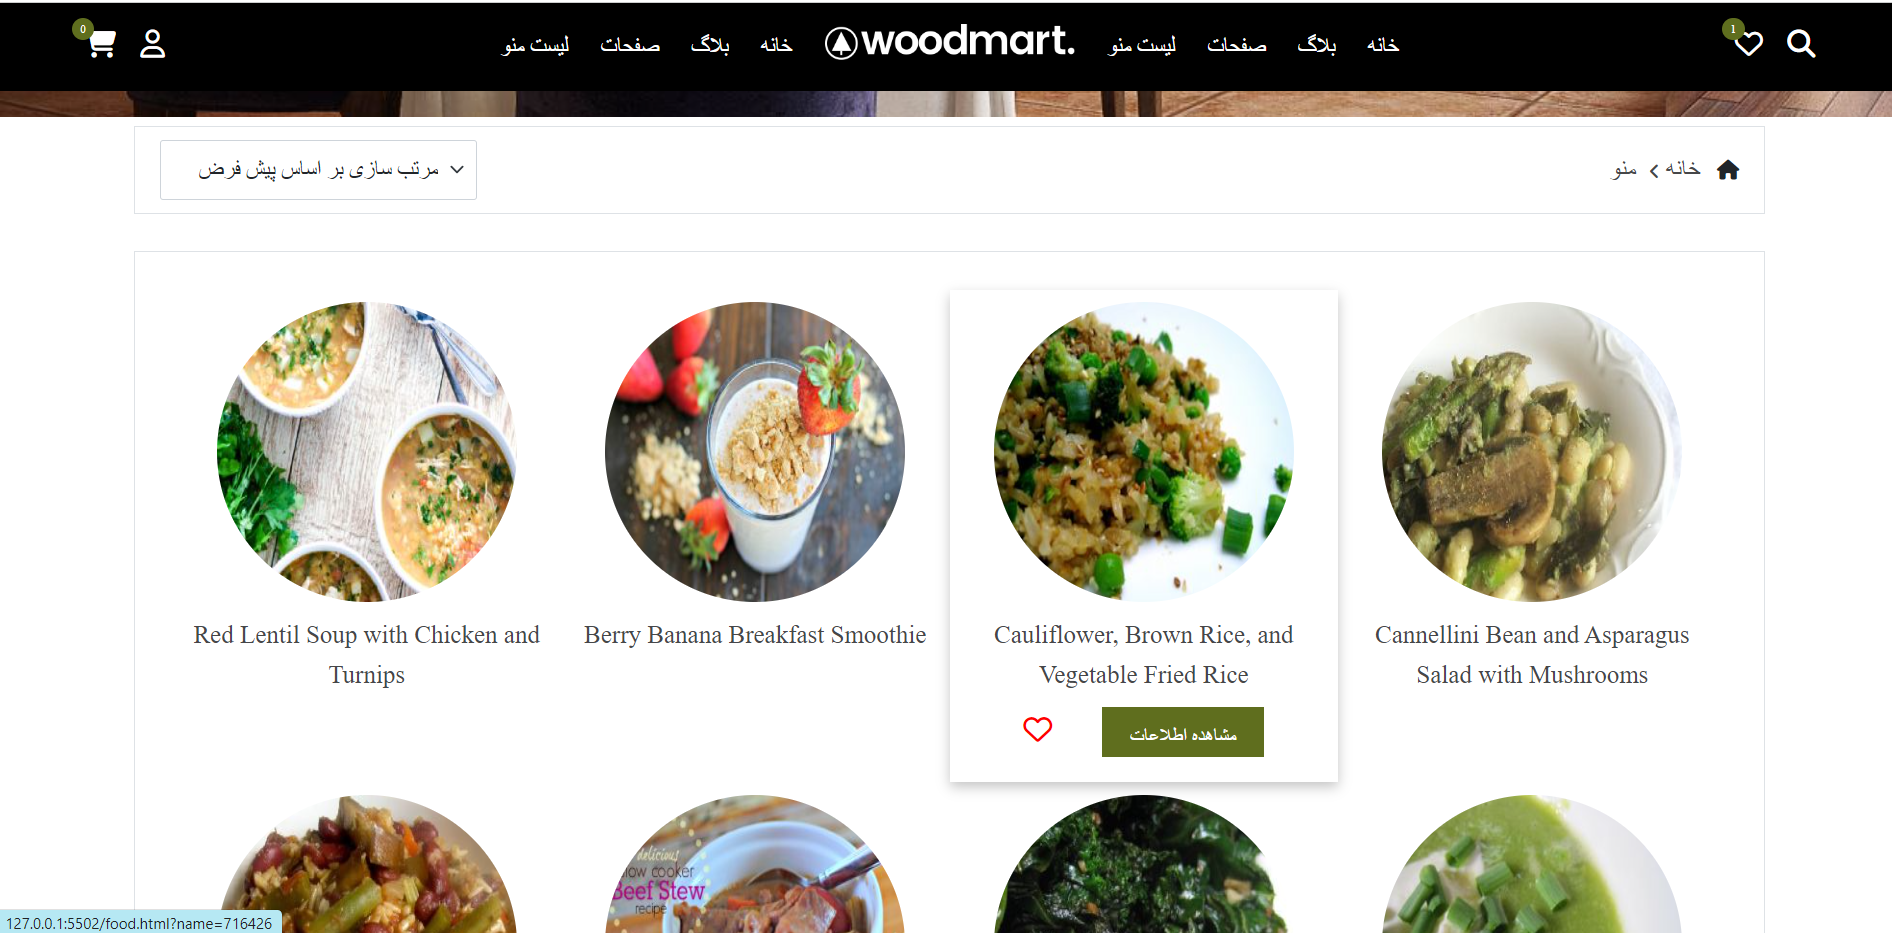 خانه بلاگ صفحات لیست منو woodmart. خانه بلاگ صفحات لیست منو
1
0
خانه منو
مرتب سازی بر اساس پیش فرض
Red Lentil Soup with Chicken and
Turnips
Berry Banana Breakfast Smoothie
Cauliflower, Brown Rice, and
Vegetable Fried Rice
مشاهده اطلاعات
Cannellini Bean and Asparagus
Salad with Mushrooms
delicious
slow cooker
Beef Stew
recipe
127.0.0.1:5502/food.html?name=716426